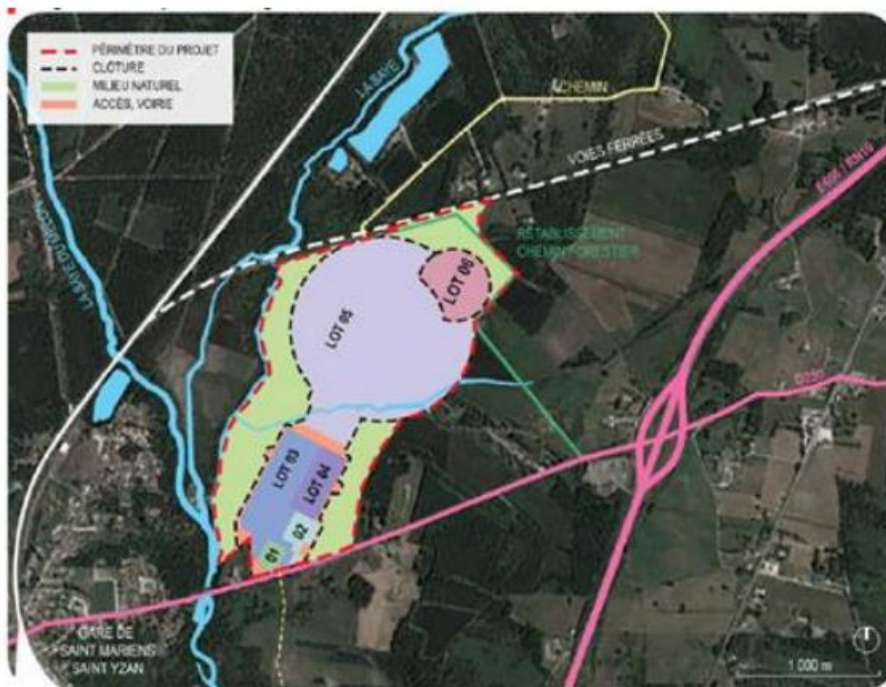 PÉRIMÈTRE DU PROJET
CLOTURE
MILIEU NATUREL
ACCÈS, VOIRIE
LA SAYE
CHEMIN
VOIES FERRÉES
E606 / RN10
RÉTABLISSEMENT
CHEMIN FORESTIER
LOT 06
LOT 05
D250
LOT 03
LOT 04
02
01
GARE DE
SAINT MARIENS
SAINT YZAN
1 000 m